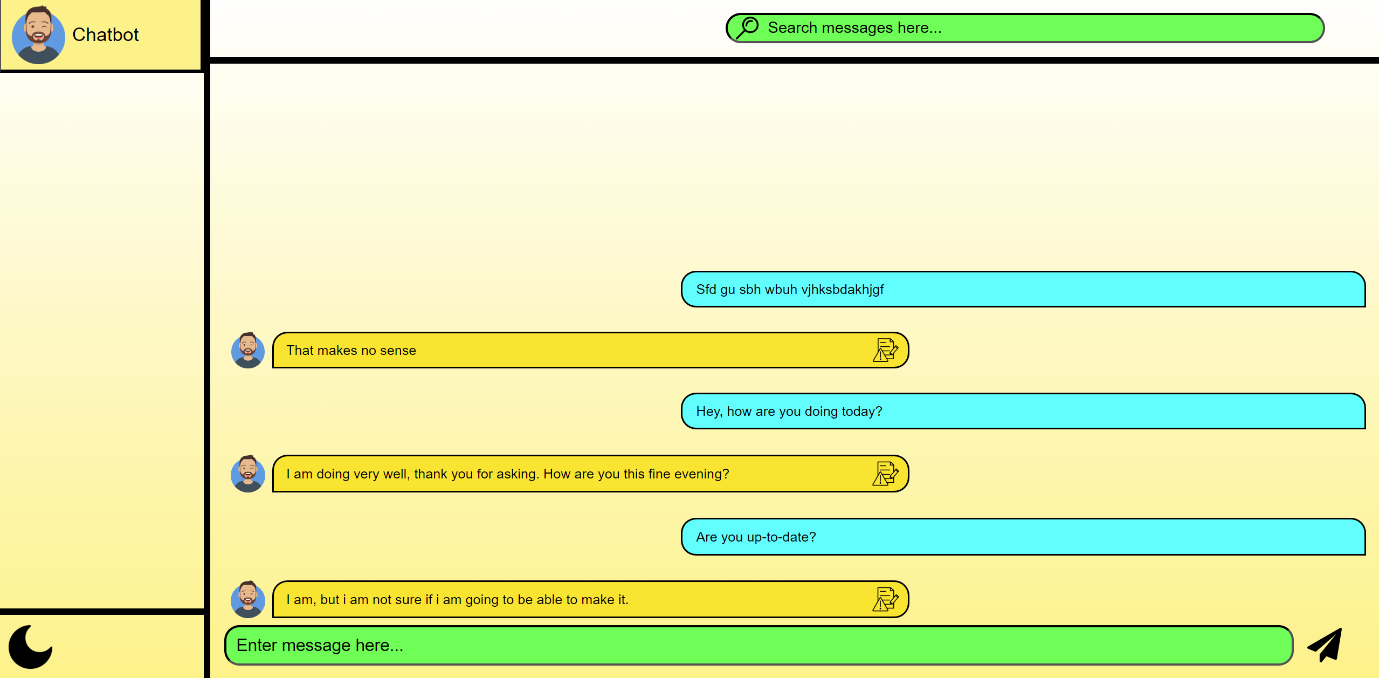 Chatbot
Search messages here...
Sfd gu sbh wbuh vjhksbdakhjgf
That makes no sense
Hey, how are you doing today?
I am doing very well, thank you for asking. How are you this fine evening?
Are you up-to-date?
I am, but i am not sure if i am going to be able to make it.
Enter message here...